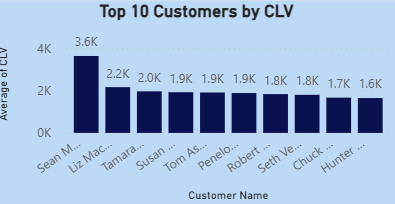 Top 10 Customers by CLV
Average of CLV
4K
2K
0K
3.6K
2.2K
2.0K
1.9K
1.9K
1.9K
1.8K
1.8K
1.7K
1.6K
Sean M...
Liz Mac...
Tamara...
Susan ...
Tom As...
Penelo...
Robert ...
Seth Ve...
Chuck ...
Hunter ...
Customer Name